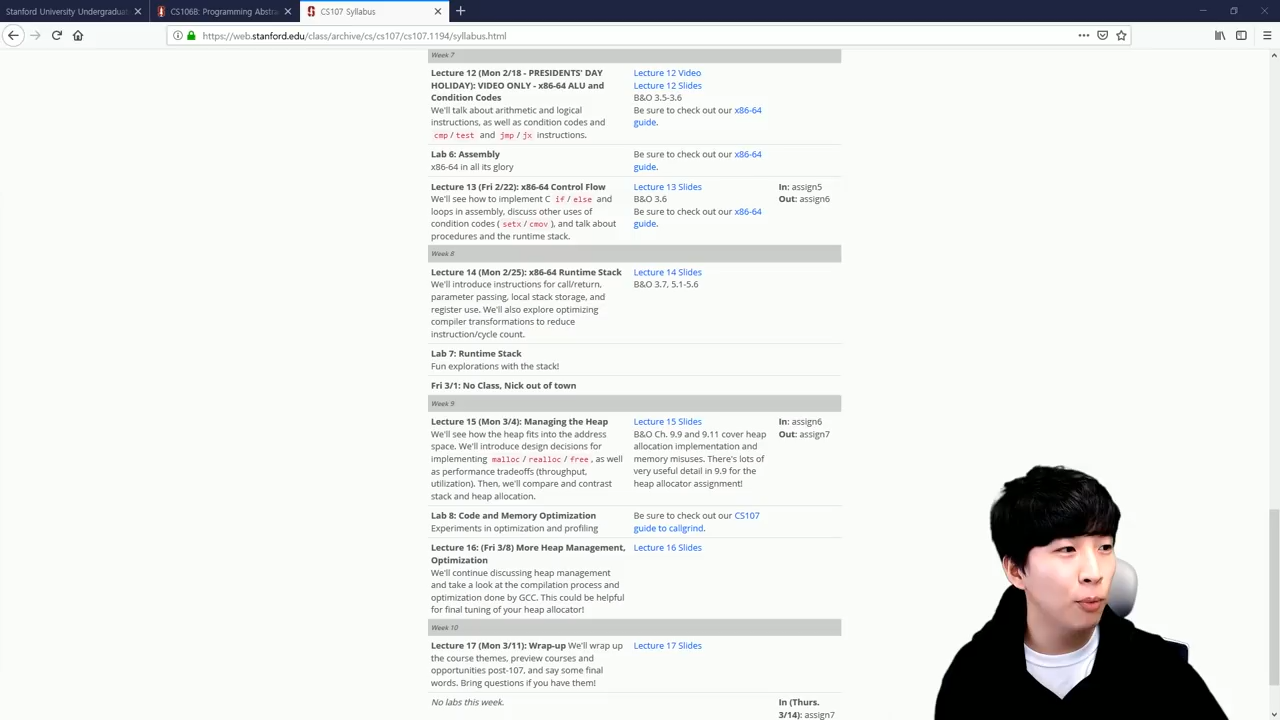 Stanford University Undergradua
CS106B: Programming Abstra
CS107 Syllabus
https://web.stanford.edu/class/archive/cs/cs107/cs107.1194/syllabus.html
Week 7
Lecture 12 (Mon 2/18 - PRESIDENTS' DAY
HOLIDAY): VIDEO ONLY - x86-64 ALU and
Condition Codes
We'll talk about arithmetic and logical
instructions, as well as condition codes and
cmp / test and jmp / jx instructions.
Lecture 12 Video
Lecture 12 Slides
B&O 3.5-3.6
Be sure to check out our x86-64
guide.
Lab 6: Assembly
x86-64 in all its glory
Be sure to check out our x86-64
guide.
Lecture 13 (Fri 2/22): x86-64 Control Flow
We'll see how to implement C if / else and
loops in assembly, discuss other uses of
condition codes ( setx / cmov ), and talk about
procedures and the runtime stack.
Lecture 13 Slides
B&O 3.6
Be sure to check out our x86-64
guide.
In: assign5
Out: assign6
Week 8
Lecture 14 (Mon 2/25): x86-64 Runtime Stack
We'll introduce instructions for call/return,
parameter passing, local stack storage, and
register use. We'll also explore optimizing
compiler transformations to reduce
instruction/cycle count.
Lecture 14 Slides
B&O 3.7, 5.1-5.6
Lab 7: Runtime Stack
Fun explorations with the stack!
Fri 3/1: No Class, Nick out of town
Week 9
Lecture 15 (Mon 3/4): Managing the Heap
We'll see how the heap fits into the address
space. We'll introduce design decisions for
implementing malloc / realloc / free, as well
as performance tradeoffs (throughput,
utilization). Then, we'll compare and contrast
stack and heap allocation.
Lecture 15 Slides
B&O Ch. 9.9 and 9.11 cover heap
allocation implementation and
memory misuses. There's lots of
very useful detail in 9.9 for the
heap allocator assignment!
In: assign6
Out: assign7
Lab 8: Code and Memory Optimization
Experiments in optimization and profiling
Be sure to check out our CS107
guide to callgrind.
Lecture 16: (Fri 3/8) More Heap Management,
Optimization
We'll continue discussing heap management
and take a look at the compilation process and
optimization done by GCC. This could be helpful
for final tuning of your heap allocator!
Lecture 16 Slides
Week 10
Lecture 17 (Mon 3/11): Wrap-up We'll wrap up
the course themes, preview courses and
opportunities post-107, and say some final
words. Bring questions if you have them!
Lecture 17 Slides
No labs this week.
In (Thurs.
3/14): assign7